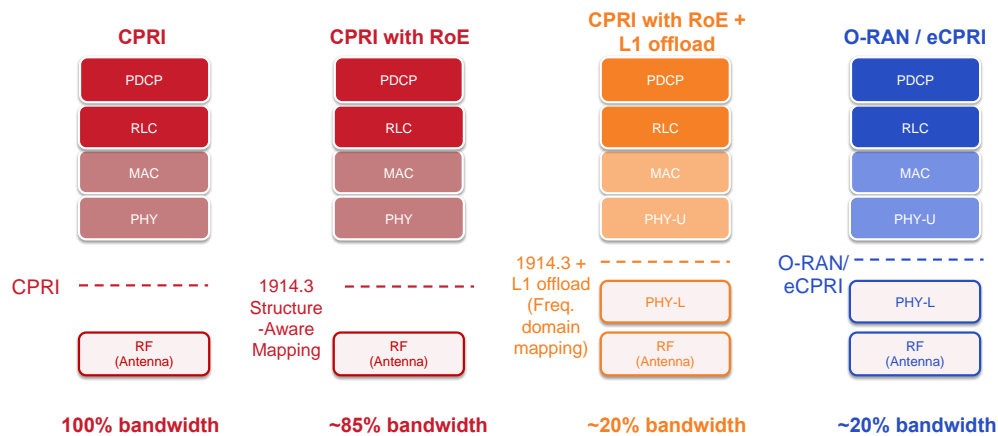 CPRI
PDCP
RLC
MAC
PHY
CPRI
RF
(Antenna)
100% bandwidth
CPRI with RoE
PDCP
RLC
MAC
PHY
1914.3
Structure
-Aware
Mapping
RF
(Antenna)
~85% bandwidth
CPRI with RoE +
L1 offload
PDCP
RLC
MAC
PHY-U
1914.3 +
L1 offload
(Freq.
domain
mapping)
PHY-L
RF
(Antenna)
~20% bandwidth
O-RAN / eCPRI
PDCP
RLC
MAC
PHY-U
O-RAN/
eCPRI
PHY-L
RF
(Antenna)
~20% bandwidth